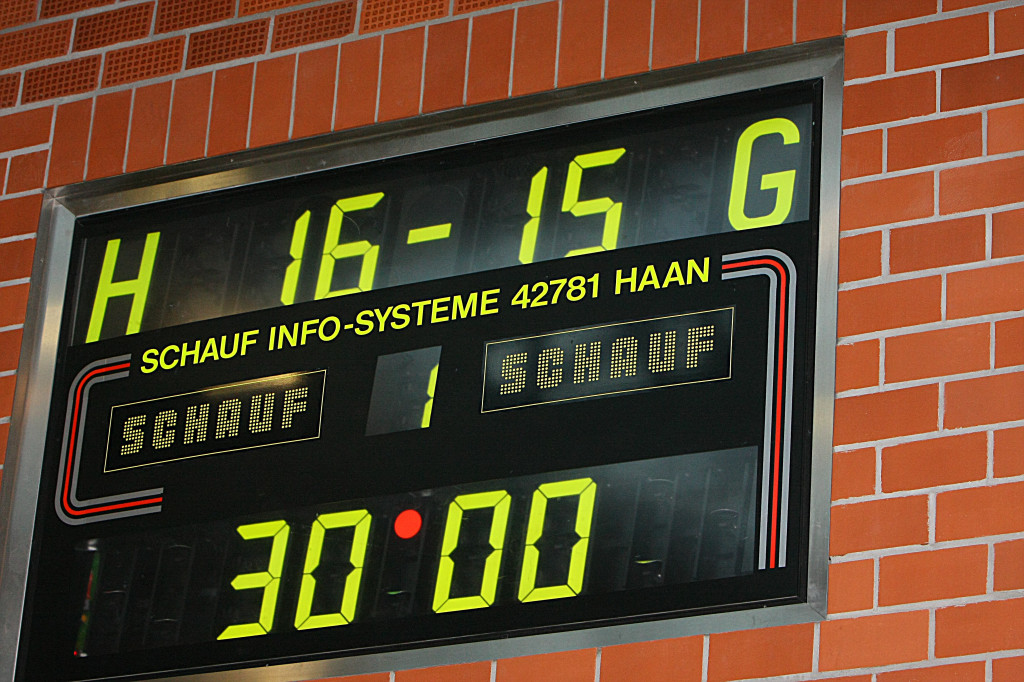 H 16-15 G
SCHAUF INFO-SYSTEME 42781 HAAN
SCHAUF 1 SCHAUF
30•00